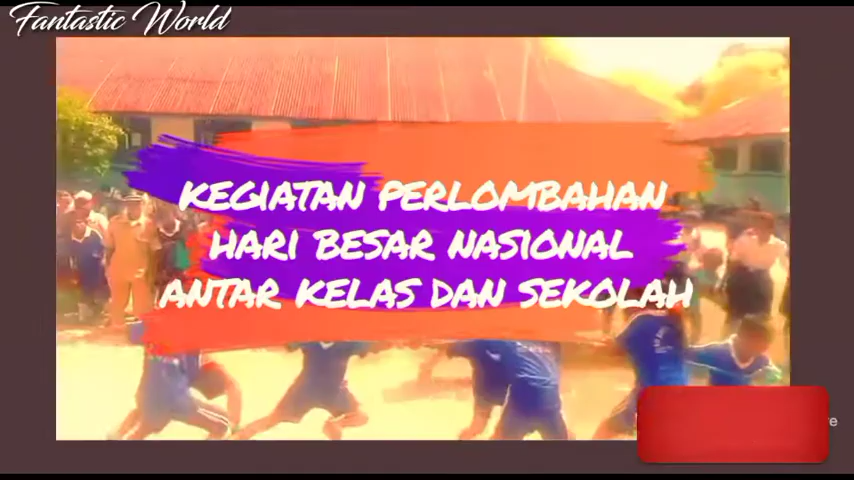 Fantastic World
KEGIATAN PERLOMBAHAN
HARI BESAR NASIONAL
ANTAR KELAS DAN SEKOLAH